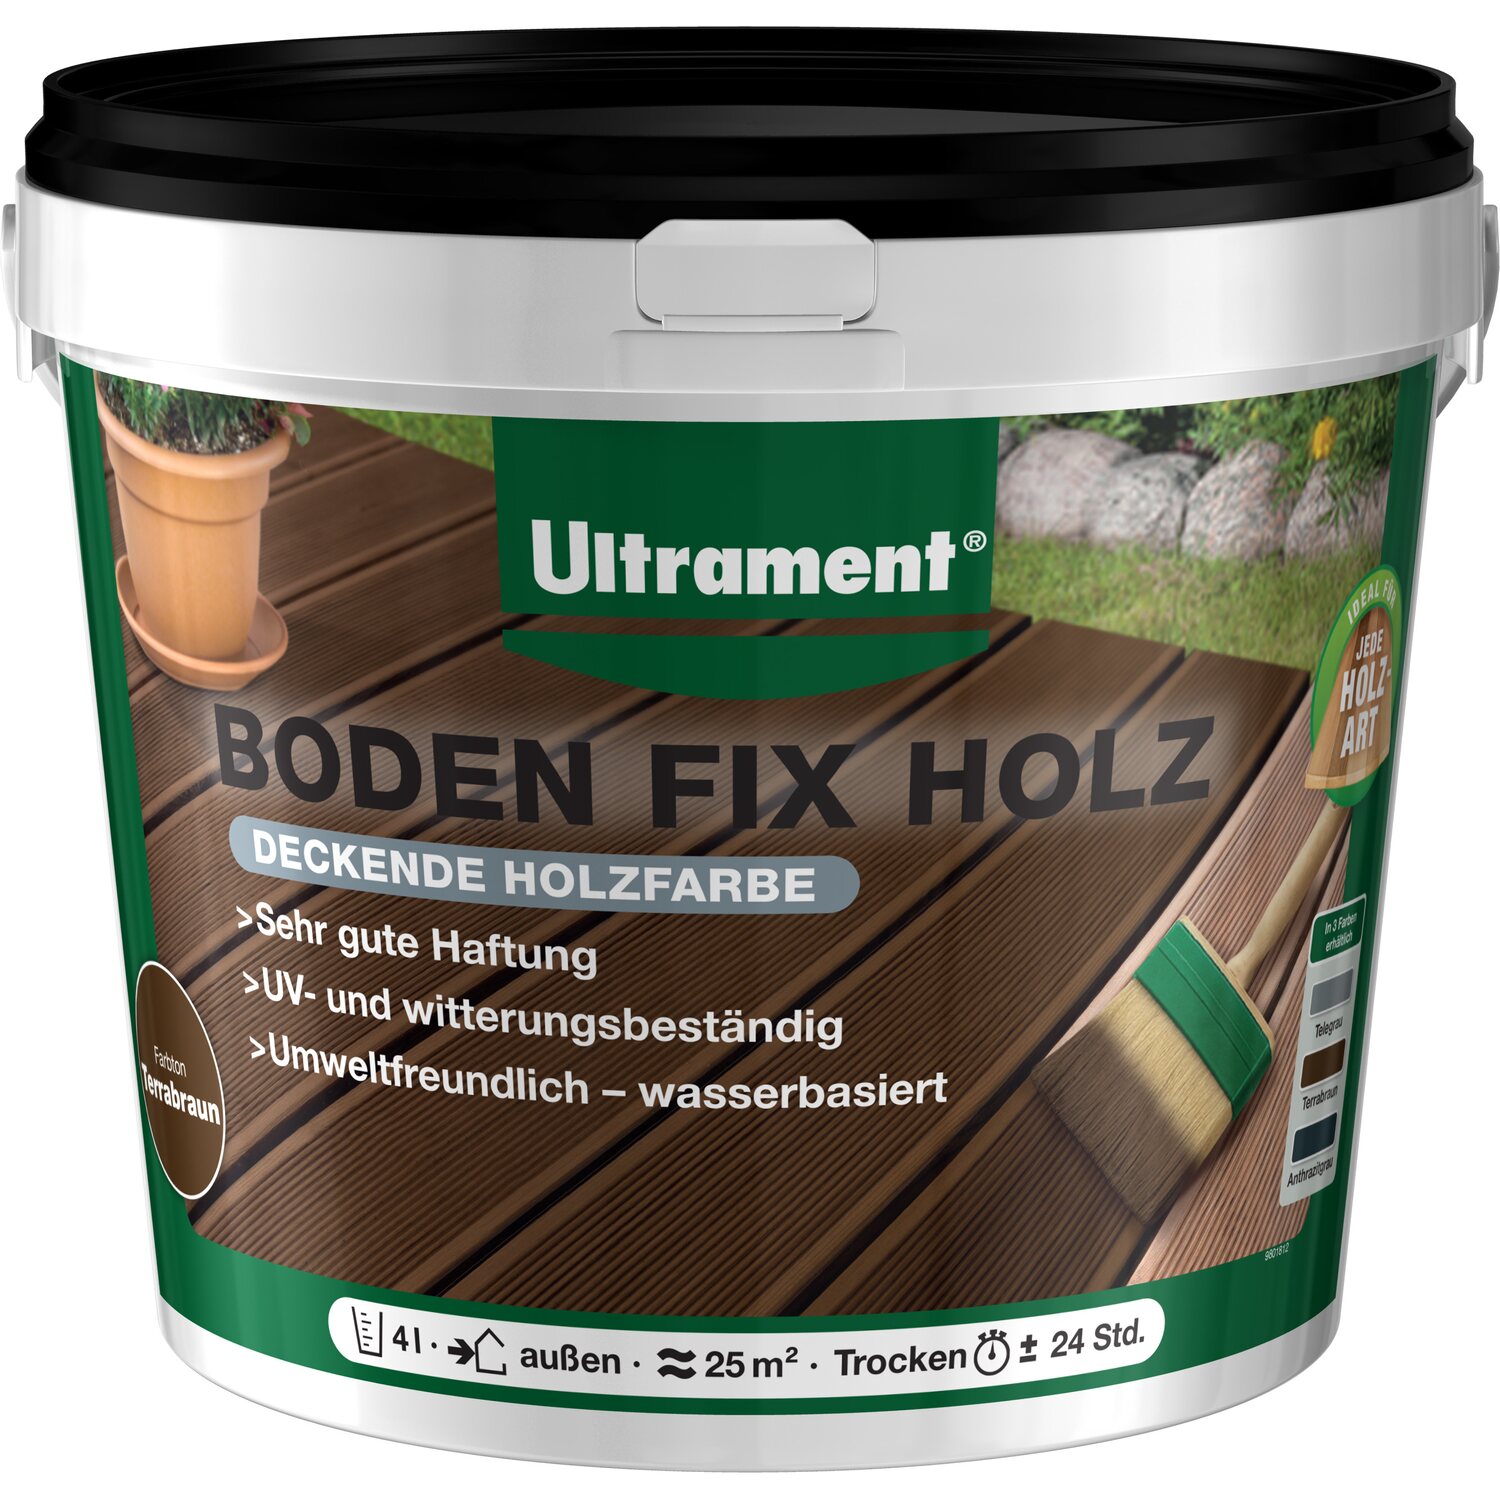 Ultrament®
IDEAL FÜR
JEDE
HOLZ-
ART
BODEN FIX HOLZ
DECKENDE HOLZFARBE
>Sehr gute Haftung
>UV- und witterungsbeständig
>Umweltfreundlich – wasserbasiert
Farbton
Terrabraun
In 3 Farben
erhältlich
Telegrau
Terrabraun
Anthrazitgrau
9801812
4 l · außen · 25 m² · Trocken ± 24 Std.